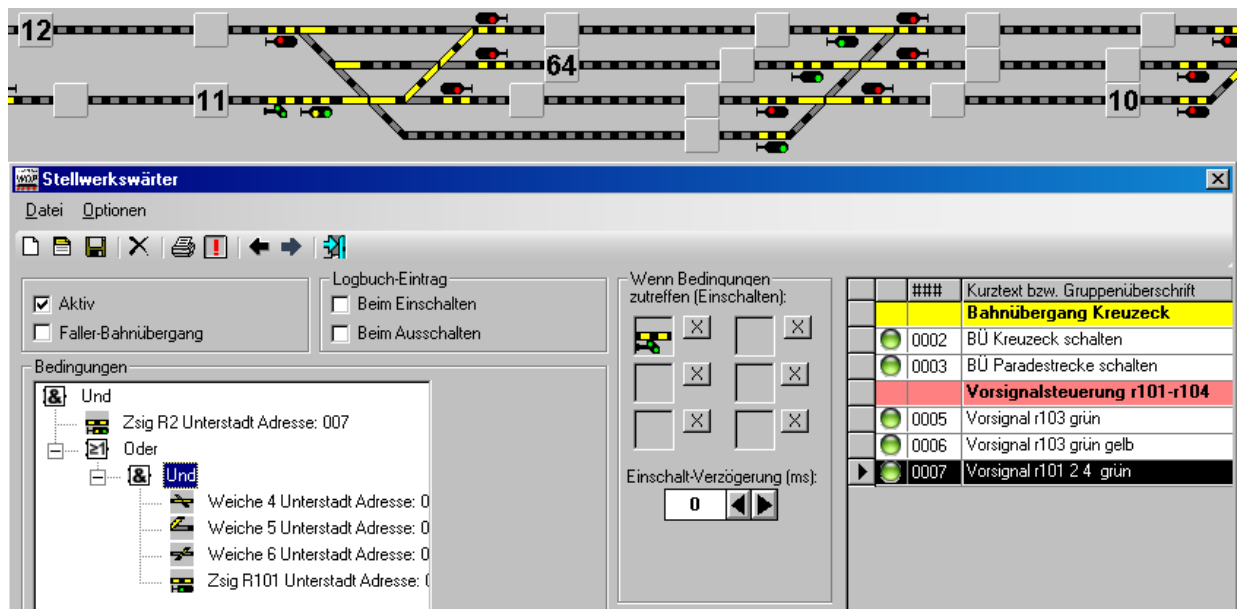 12
64
11
10
Stellwerkswärter
Datei Optionen
Logbuch-Eintrag
Aktiv
Beim Einschalten
Faller-Bahnübergang
Beim Ausschalten
Bedingungen
Und
Zsig R2 Unterstadt Adresse: 007
Oder
Und
Weiche 4 Unterstadt Adresse: 0
Weiche 5 Unterstadt Adresse: 0
Weiche 6 Unterstadt Adresse: 0
Zsig R101 Unterstadt Adresse:
Wenn Bedingungen
zutreffen (Einschalten):
X X
X X
X X
Einschalt-Verzögerung (ms):
0
### Kurztext bzw. Gruppenüberschrift
Bahnübergang Kreuzeck
0002 BÜ Kreuzeck schalten
0003 BÜ Paradestrecke schalten
Vorsignalsteuerung r101-r104
0005 Vorsignal r103 grün
0006 Vorsignal r103 grün gelb
0007 Vorsignal r101 2 4 grün